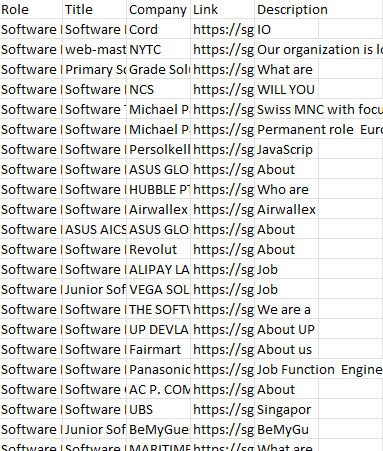 Role Title Company Link Description
Software Software Cord https://sg IO
Software web-mast NYTC https://sg Our organization is lo
Software Primary So Grade Solu https://sg What are
Software Software NCS https://sg WILL YOU
Software Software Michael P https://sg Swiss MNC with focu
Software Software Michael P https://sg Permanent role Euro
Software Software Persolkell https://sg JavaScrip
Software Software ASUS GLO https://sg About
Software Software HUBBLE PT https://sg Who are
Software Software Airwallex https://sg Airwallex
Software ASUS AICS ASUS GLO https://sg About
Software Software Revolut https://sg About
Software Software ALIPAY LA https://sg Job
Software Junior Sof VEGA SOL https://sg Job
Software Software THE SOFTW https://sg We are a
Software Software UP DEVLA https://sg About UP
Software Software Fairmart https://sg About us
Software Software Panasonic https://sg Job Function Engine
Software Software AC P. COM https://sg About
Software Software UBS https://sg Singapor
Software Junior Sof BeMyGue https://sg BeMyGu
Software Software MARITIME https://sg What are